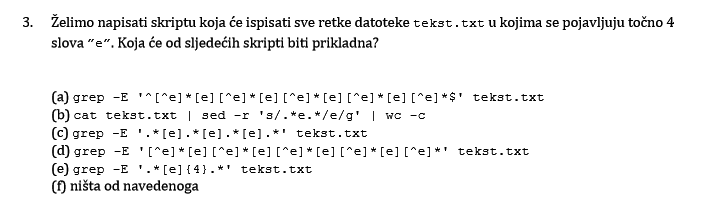 3. Želimo napisati skriptu koja će ispisati sve retke datoteke tekst.txt u kojima se pojavljuju točno 4
slova "e". Koja će od sljedećih skripti biti prikladna?
(a) grep -E '^[^e]*[e][^e]*[e][^e]*[e][^e]*[e][^e]*$' tekst.txt
(b) cat tekst.txt | sed -r 's/.*e.*/e/g' | wc -c
(c) grep -E '.*[e].*[e].*[e].*' tekst.txt
(d) grep -E '[^e]*[e][^e]*[e][^e]*[e][^e]*[e][^e]*' tekst.txt
(e) grep -E '.*[e]{4}.*' tekst.txt
(f) ništa od navedenoga